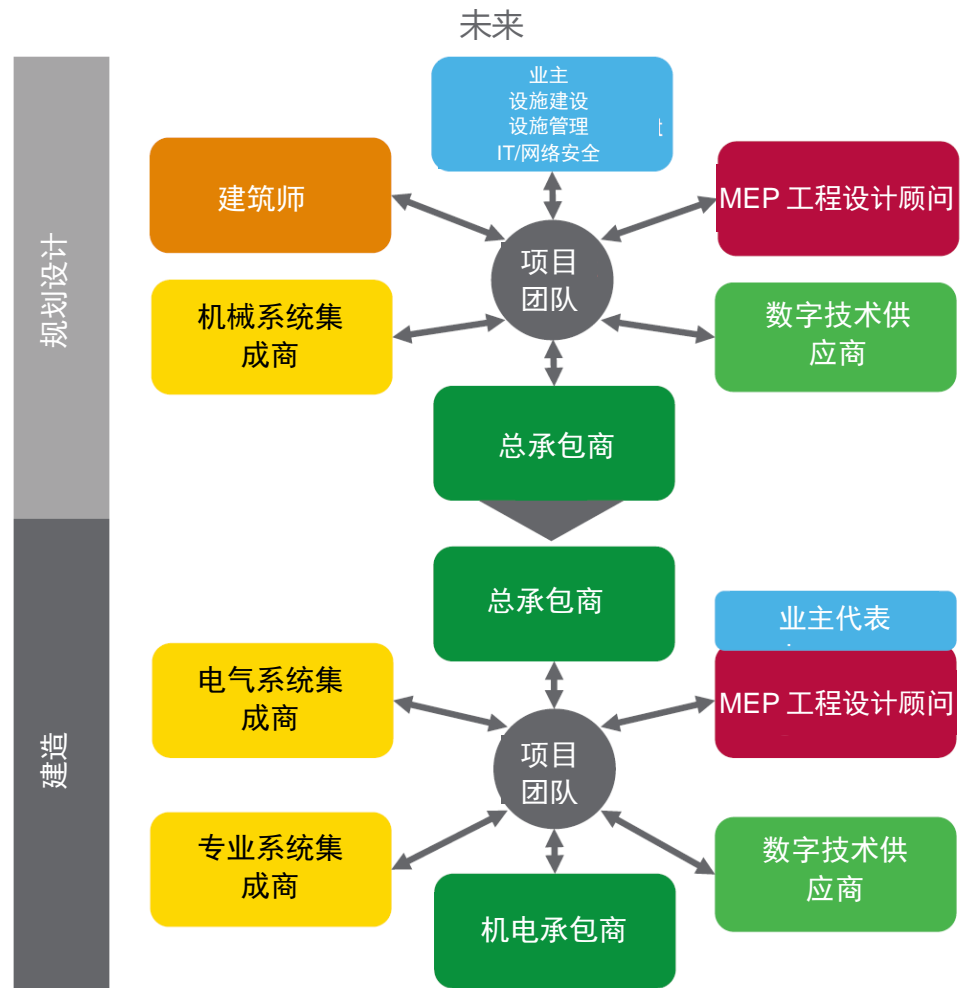 未来
规划设计
业主
设施建设
设施管理
IT/网络安全
建筑师
MEP 工程设计顾问
项目
团队
机械系统集
成商
数字技术供
应商
总承包商
建造
总承包商
业主代表
电气系统集
成商
MEP 工程设计顾问
项目
团队
专业系统集
成商
数字技术供
应商
机电承包商